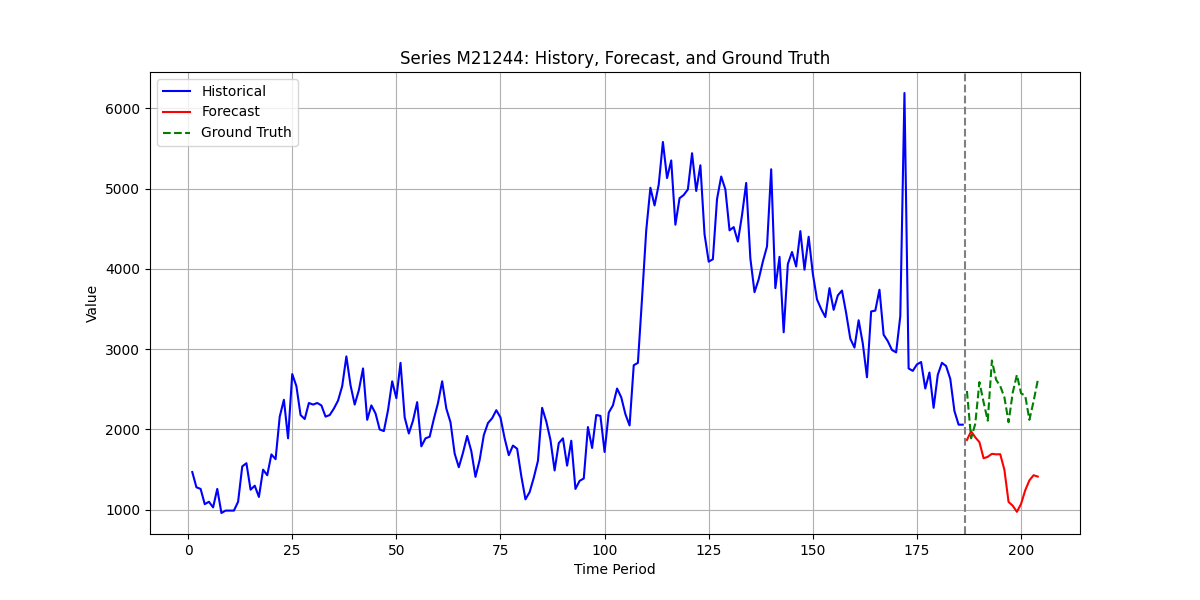 Series M21244: History, Forecast, and Ground Truth
Historical
Forecast
Ground Truth
6000
5000
4000
3000
2000
1000
Value
0 25 50 75 100 125 150 175 200
Time Period